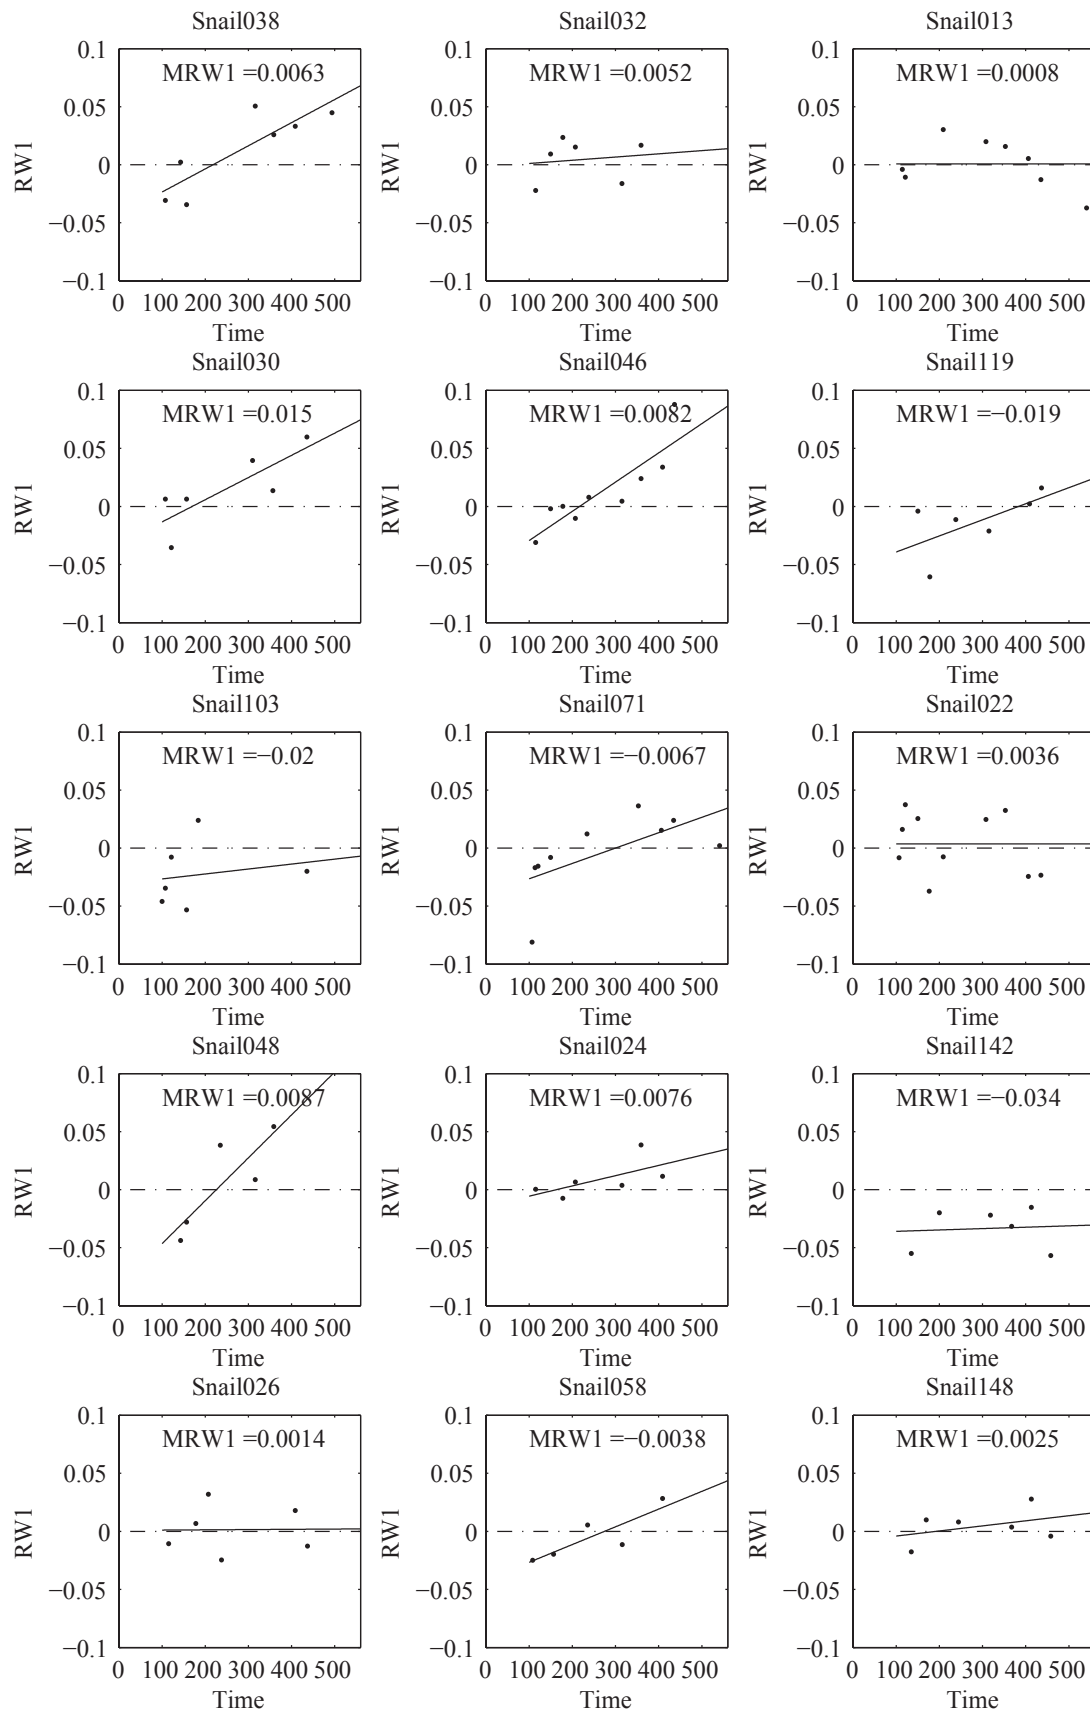 Snail038 Snail032 Snail013
0.1 0.1 0.1
MRW1 =0.0063 MRW1 =0.0052 MRW1 =0.0008
0.05 0.05 0.05
RW1 RW1 RW1
0 0 0
−0.05 −0.05 −0.05
−0.1 −0.1 −0.1
0 100 200 300 400 500 0 100 200 300 400 500 0 100 200 300 400 500
Time Time Time
Snail030 Snail046 Snail119
0.1 0.1 0.1
MRW1 =0.015 MRW1 =0.0082 MRW1 =−0.019
0.05 0.05 0.05
RW1 RW1 RW1
0 0 0
−0.05 −0.05 −0.05
−0.1 −0.1 −0.1
0 100 200 300 400 500 0 100 200 300 400 500 0 100 200 300 400 500
Time Time Time
Snail103 Snail071 Snail022
0.1 0.1 0.1
MRW1 =−0.02 MRW1 =−0.0067 MRW1 =0.0036
0.05 0.05 0.05
RW1 RW1 RW1
0 0 0
−0.05 −0.05 −0.05
−0.1 −0.1 −0.1
0 100 200 300 400 500 0 100 200 300 400 500 0 100 200 300 400 500
Time Time Time
Snail048 Snail024 Snail142
0.1 0.1 0.1
MRW1 =0.0087 MRW1 =0.0076 MRW1 =−0.034
0.05 0.05 0.05
RW1 RW1 RW1
0 0 0
−0.05 −0.05 −0.05
−0.1 −0.1 −0.1
0 100 200 300 400 500 0 100 200 300 400 500 0 100 200 300 400 500
Time Time Time
Snail026 Snail058 Snail148
0.1 0.1 0.1
MRW1 =0.0014 MRW1 =−0.0038 MRW1 =0.0025
0.05 0.05 0.05
RW1 RW1 RW1
0 0 0
−0.05 −0.05 −0.05
−0.1 −0.1 −0.1
0 100 200 300 400 500 0 100 200 300 400 500 0 100 200 300 400 500
Time Time Time